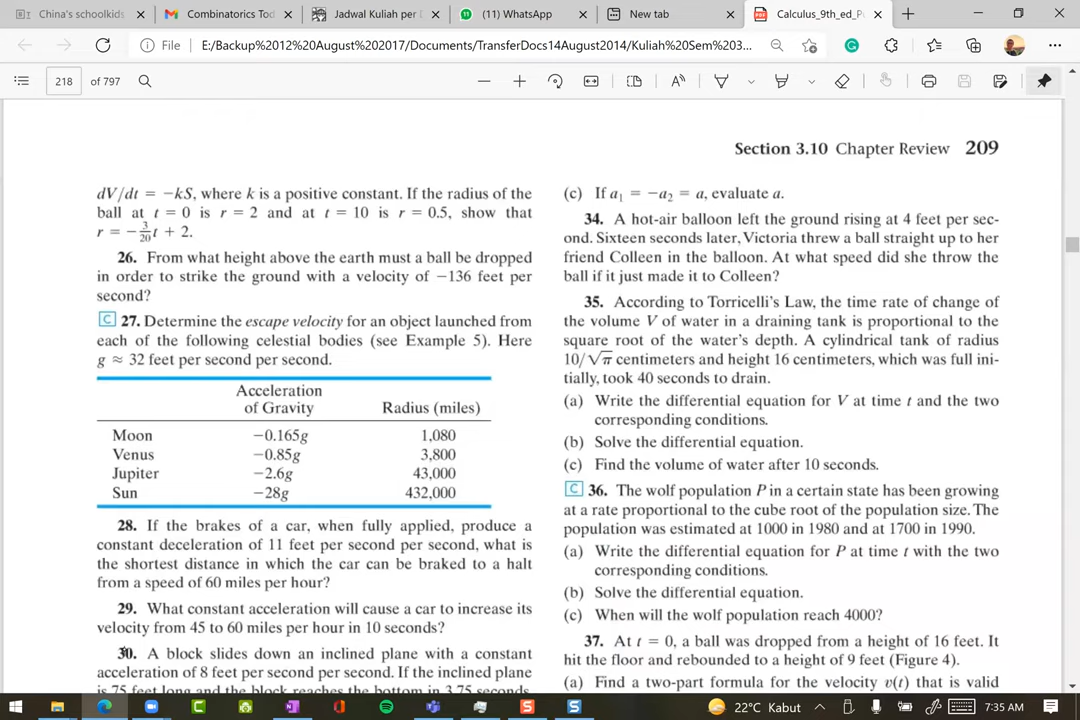 China's schoolkids
Combinatorics Tod
Jadwal Kuliah per
(11) WhatsApp
New tab
Calculus_9th_ed_P
File
E:/Backup%2012%20August%202017/Documents/TransferDocs14August2014/Kuliah%20Sem%203...
218
of 797
Section 3.10 Chapter Review 209
dV/dt = −kS, where k is a positive constant. If the radius of the
ball at t = 0 is r = 2 and at t = 10 is r = 0.5, show that
r = −3/20 t + 2.
26. From what height above the earth must a ball be dropped
in order to strike the ground with a velocity of −136 feet per
second?
C 27. Determine the escape velocity for an object launched from
each of the following celestial bodies (see Example 5). Here
g ≈ 32 feet per second per second.
Acceleration
of Gravity Radius (miles)
Moon −0.165g 1,080
Venus −0.85g 3,800
Jupiter −2.6g 43,000
Sun −28g 432,000
28. If the brakes of a car, when fully applied, produce a
constant deceleration of 11 feet per second per second, what is
the shortest distance in which the car can be braked to a halt
from a speed of 60 miles per hour?
29. What constant acceleration will cause a car to increase its
velocity from 45 to 60 miles per hour in 10 seconds?
30. A block slides down an inclined plane with a constant
acceleration of 8 feet per second per second. If the inclined plane
is 75 feet long and the block reaches the bottom in 3.75 seconds,
(c) If a₁ = −a₂ = a, evaluate a.
34. A hot-air balloon left the ground rising at 4 feet per sec-
ond. Sixteen seconds later, Victoria threw a ball straight up to her
friend Colleen in the balloon. At what speed did she throw the
ball if it just made it to Colleen?
35. According to Torricelli's Law, the time rate of change of
the volume V of water in a draining tank is proportional to the
square root of the water's depth. A cylindrical tank of radius
10/√π centimeters and height 16 centimeters, which was full ini-
tially, took 40 seconds to drain.
(a) Write the differential equation for V at time t and the two
corresponding conditions.
(b) Solve the differential equation.
(c) Find the volume of water after 10 seconds.
C 36. The wolf population P in a certain state has been growing
at a rate proportional to the cube root of the population size. The
population was estimated at 1000 in 1980 and at 1700 in 1990.
(a) Write the differential equation for P at time t with the two
corresponding conditions.
(b) Solve the differential equation.
(c) When will the wolf population reach 4000?
37. At t = 0, a ball was dropped from a height of 16 feet. It
hit the floor and rebounded to a height of 9 feet (Figure 4).
(a) Find a two-part formula for the velocity v(t) that is valid
22°C Kabut
7:35 AM